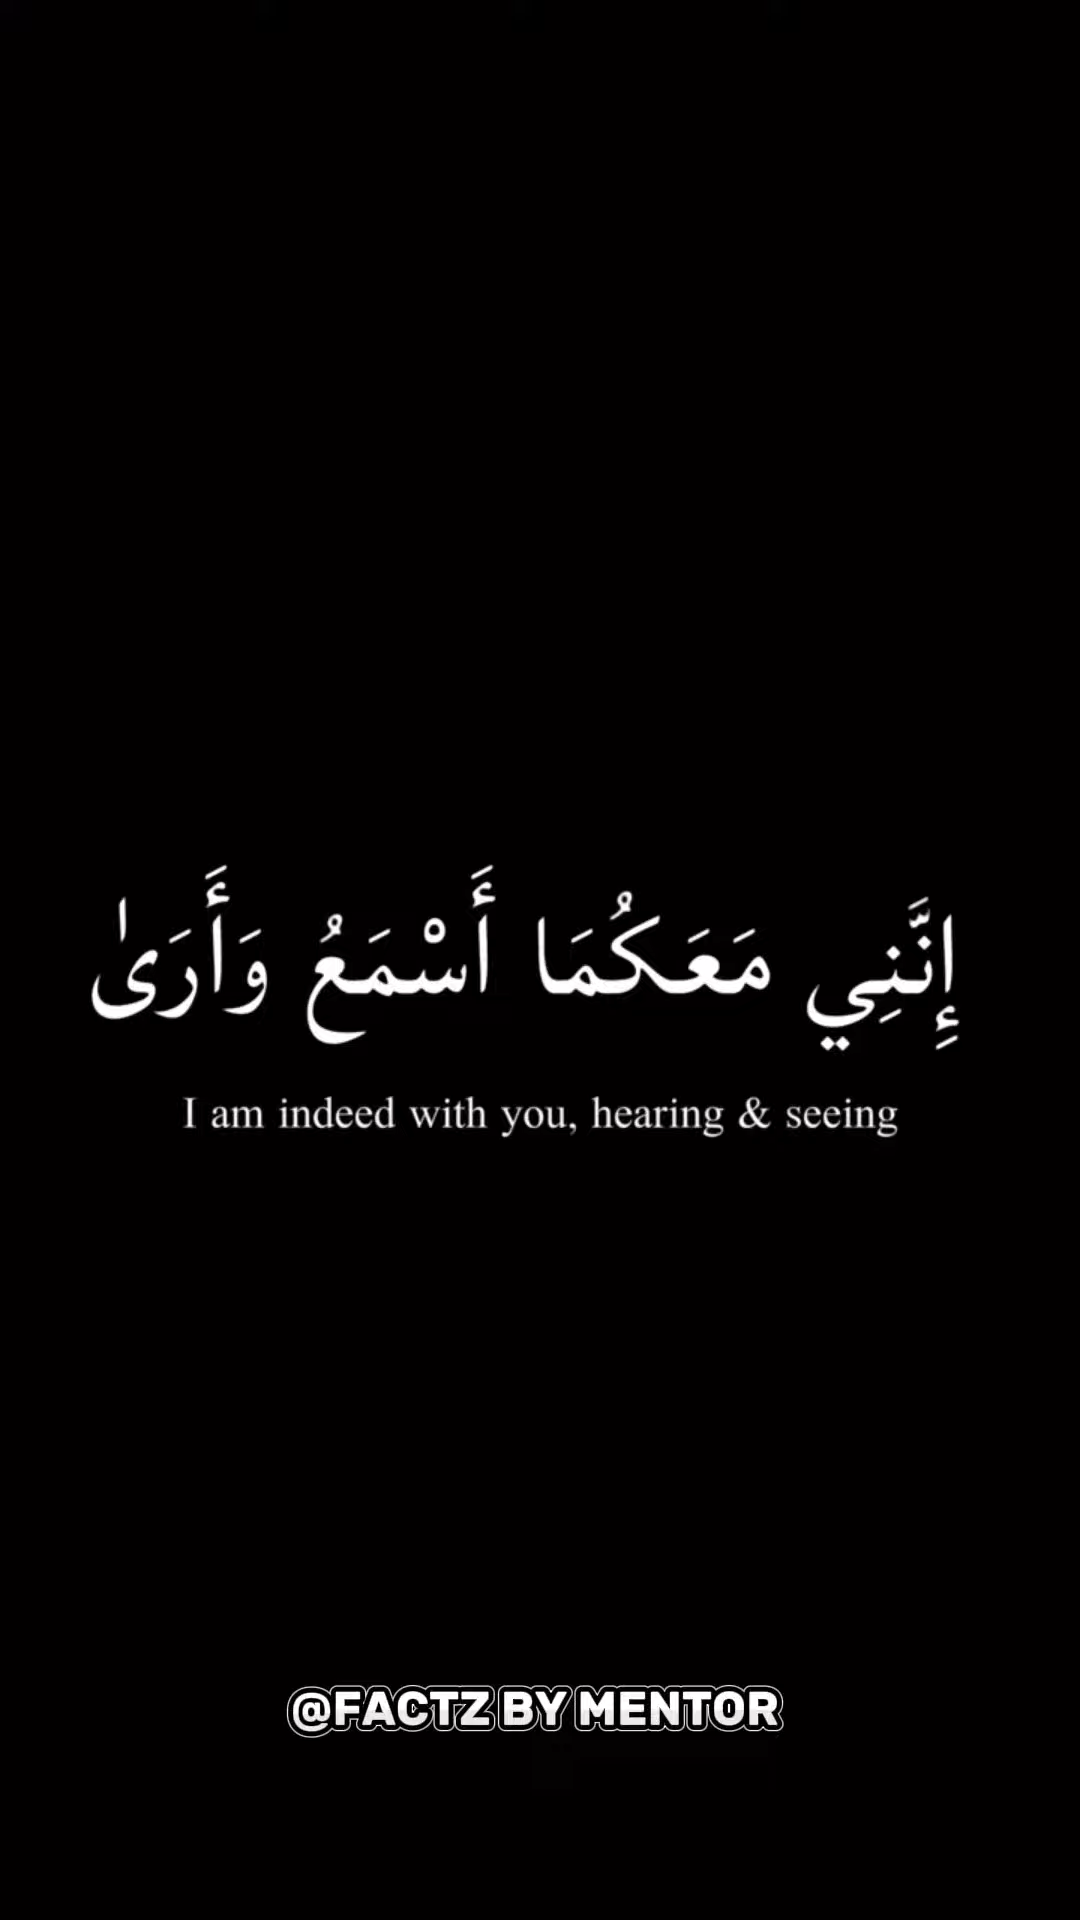 إِنَّنِي مَعَكُمَا أَسْمَعُ وَأَرَىٰ
I am indeed with you, hearing & seeing
@FACTZ BY MENTOR